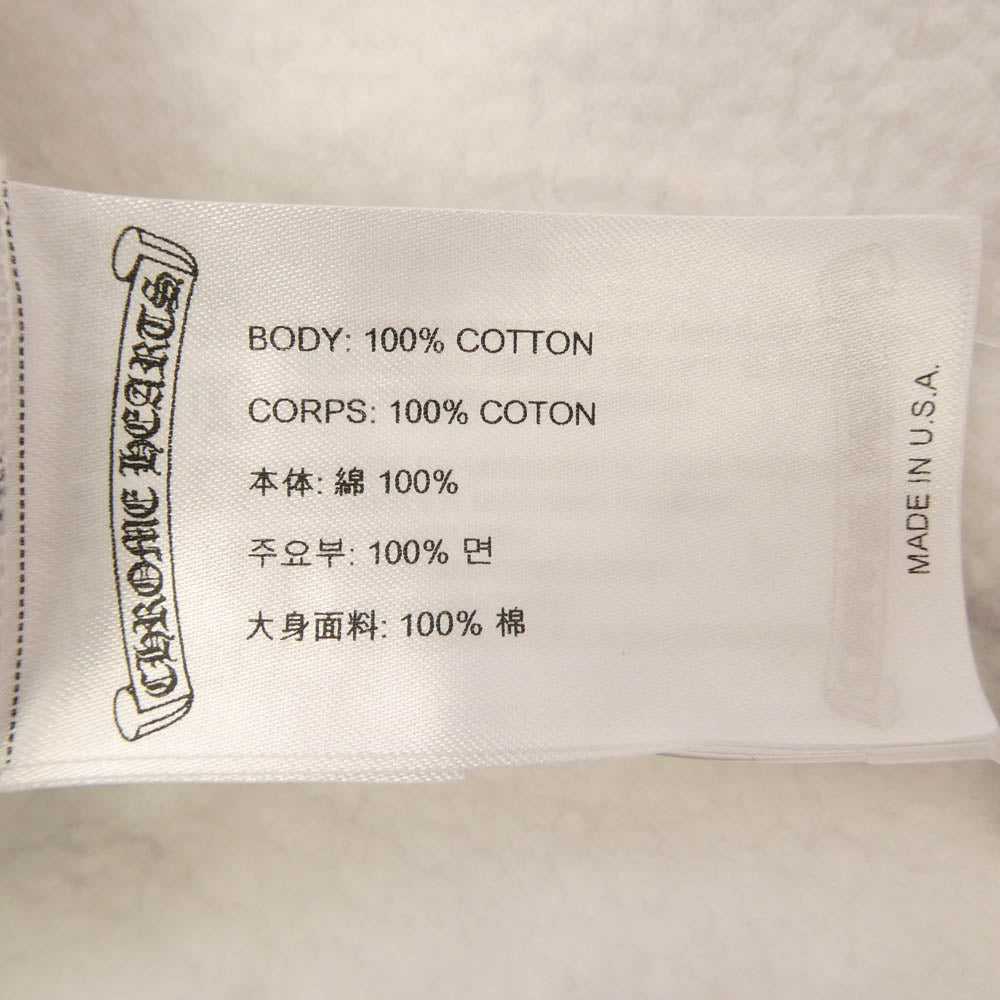 CHROME HEARTS
BODY: 100% COTTON
CORPS: 100% COTON
本体: 綿 100%
주요부: 100% 면
大身面料: 100% 棉
MADE IN U.S.A.